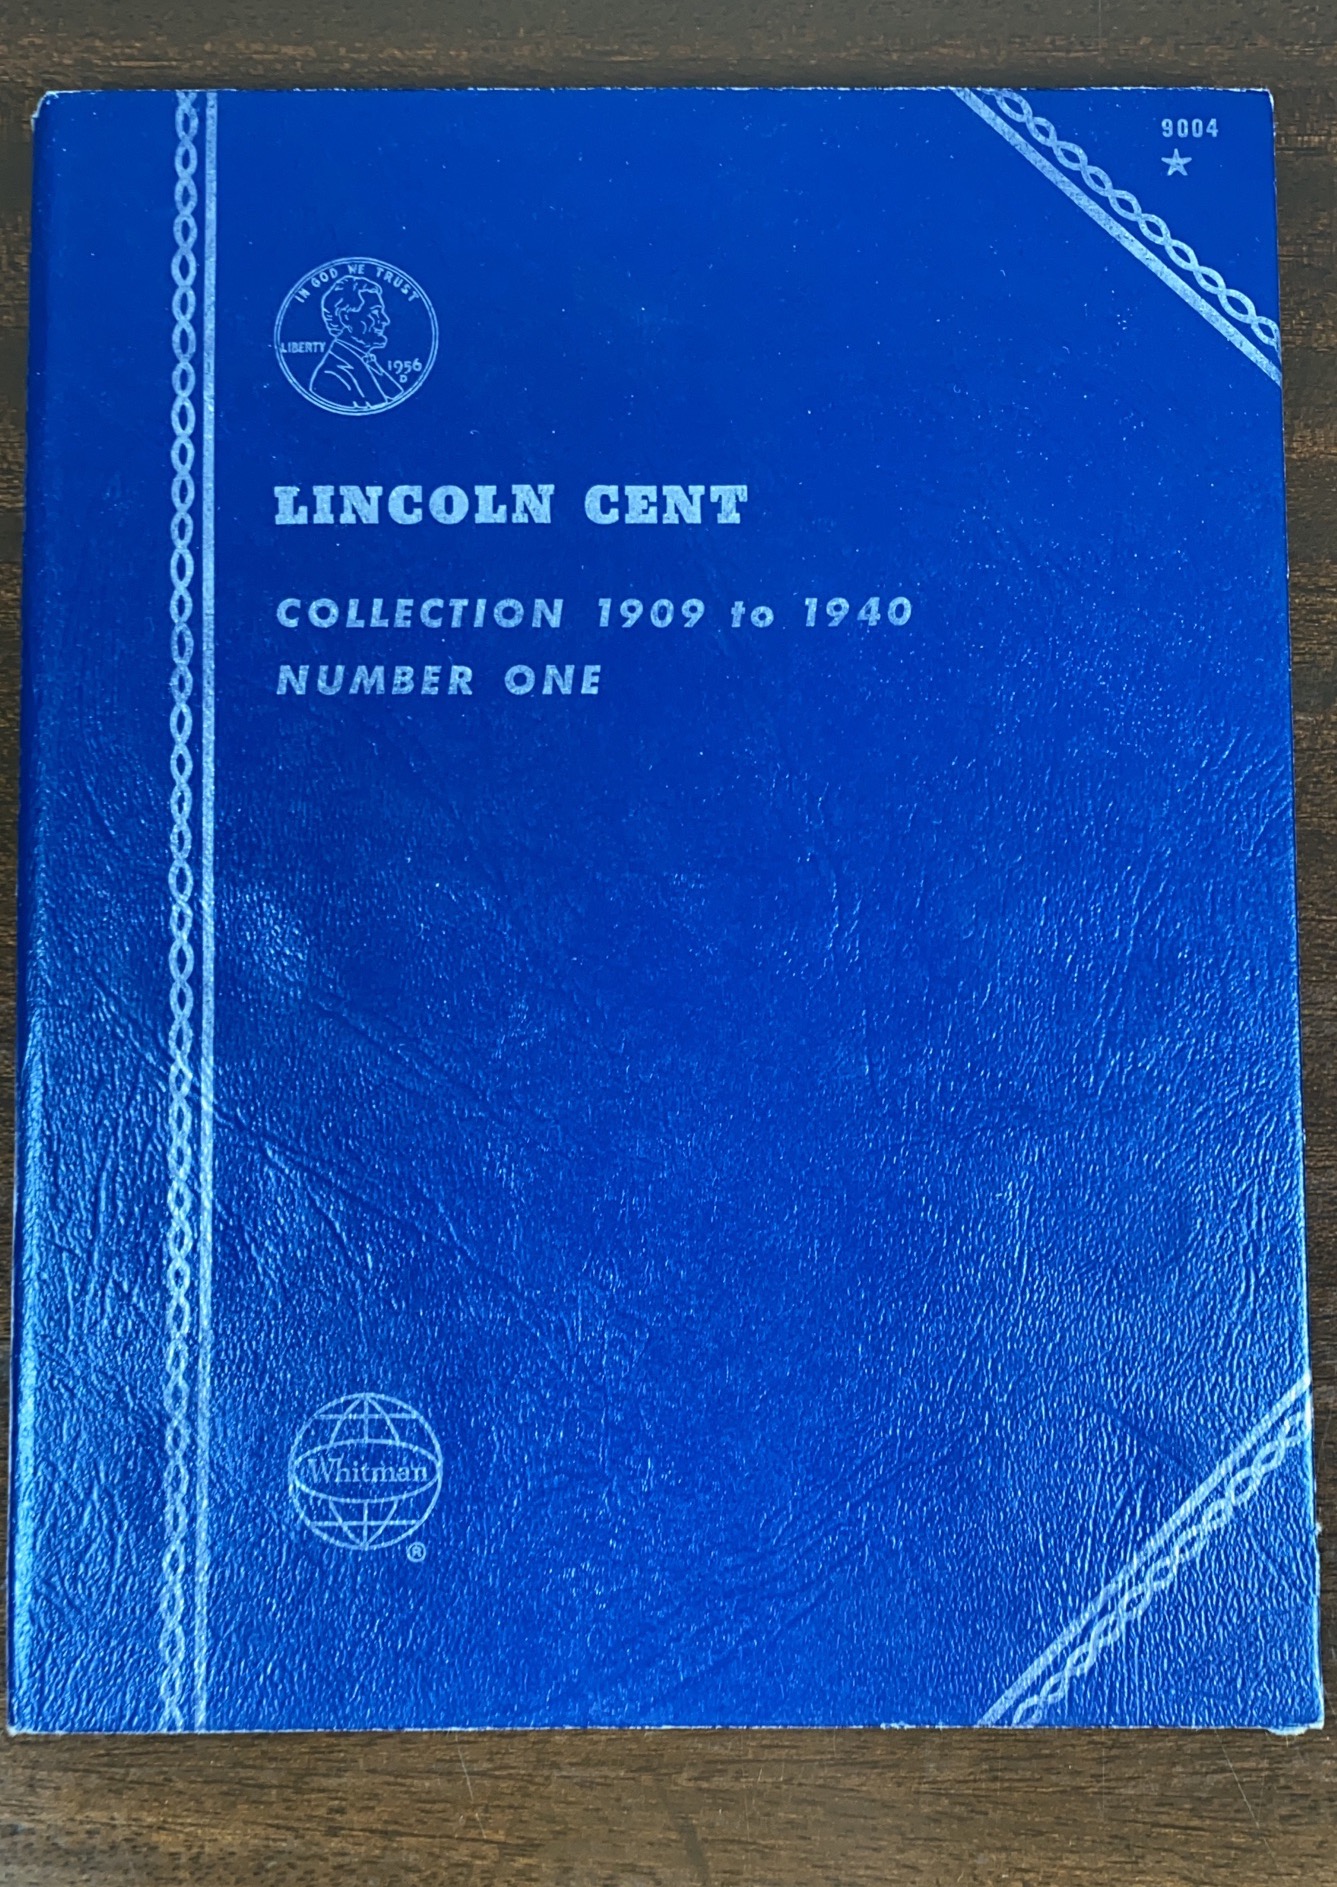 9004
IN GOD WE TRUST
LIBERTY
1956
D
LINCOLN CENT
COLLECTION 1909 to 1940
NUMBER ONE
Whitman
®